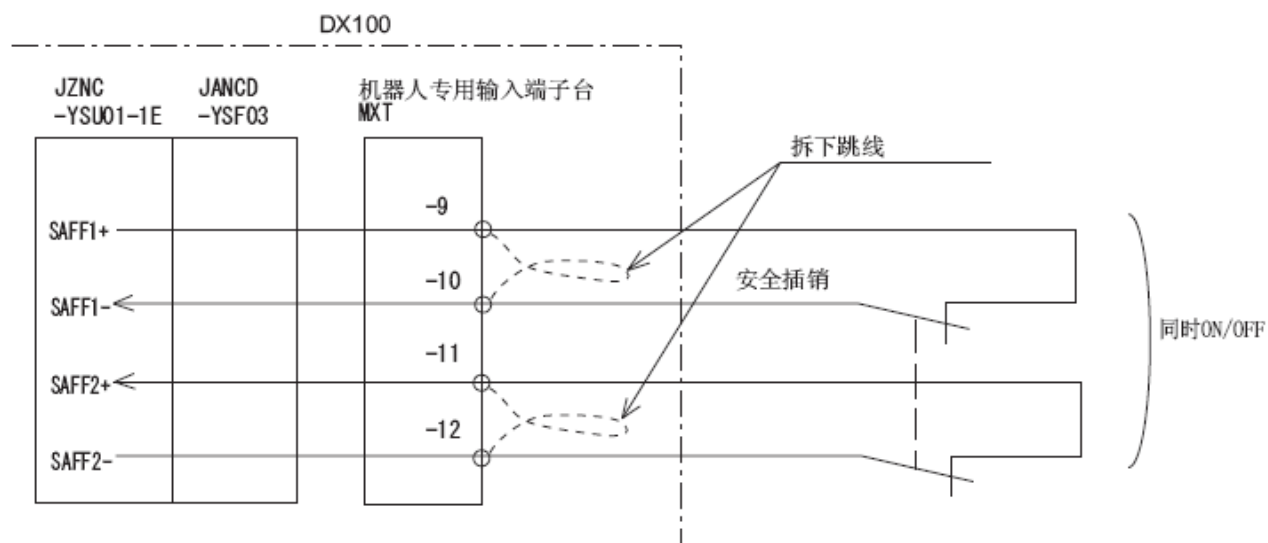 DX100
JZNC
-YSU01-1E
JANCD
-YSF03
机器人专用输入端子台
MXT
拆下跳线
-9
SAFF1+
-10
安全插销
SAFF1-
同时ON/OFF
-11
SAFF2+
-12
SAFF2-